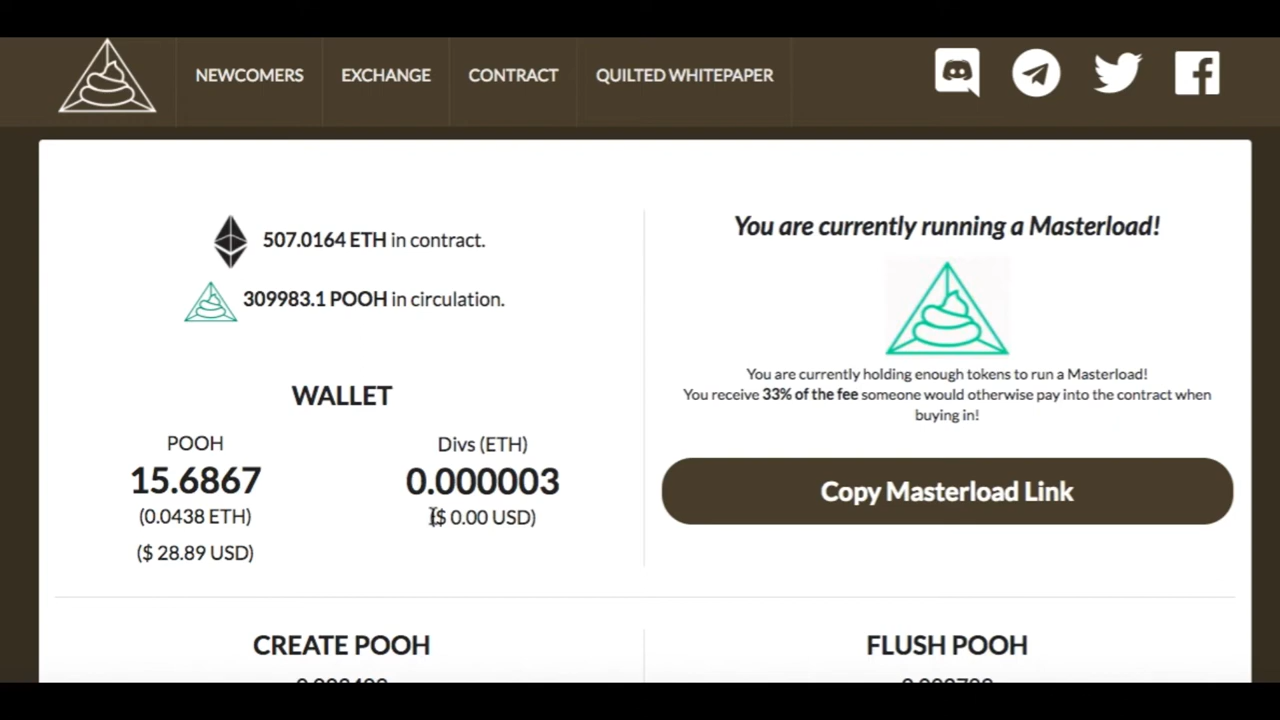 NEWCOMERS
EXCHANGE
CONTRACT
QUILTED WHITEPAPER
507.0164 ETH in contract.
309983.1 POOH in circulation.
WALLET
POOH
15.6867
(0.0438 ETH)
($ 28.89 USD)
Divs (ETH)
0.000003
($ 0.00 USD)
You are currently running a Masterload!
You are currently holding enough tokens to run a Masterload!
You receive 33% of the fee someone would otherwise pay into the contract when
buying in!
Copy Masterload Link
CREATE POOH
FLUSH POOH